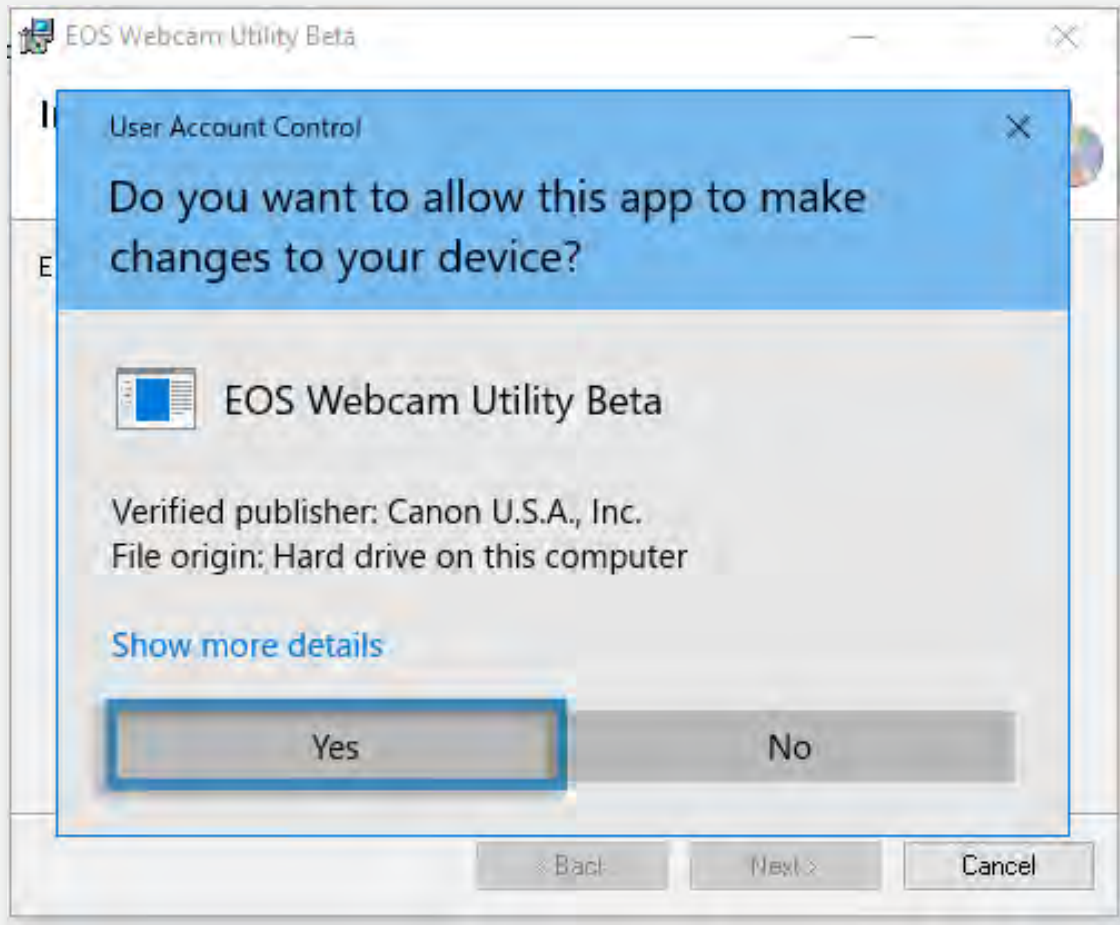 EOS Webcam Utility Beta
User Account Control
Do you want to allow this app to make
changes to your device?
E
EOS Webcam Utility Beta
Verified publisher: Canon U.S.A., Inc.
File origin: Hard drive on this computer
Show more details
Yes No
< Back Next > Cancel